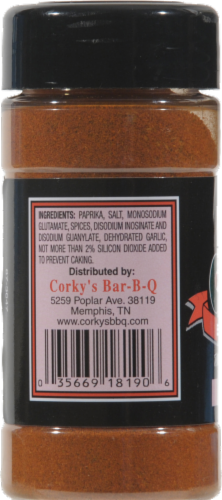 INGREDIENTS: PAPRIKA, SALT, MONOSODIUM
GLUTAMATE, SPICES, DISODIUM INOSINATE AND
DISODIUM GUANYLATE, DEHYDRATED GARLIC,
NOT MORE THAN 2% SILICON DIOXIDE ADDED
TO PREVENT CAKING.
Distributed by:
Corky's Bar-B-Q
5259 Poplar Ave. 38119
Memphis, TN
www.corkysbbq.com
0 35669 18190 6